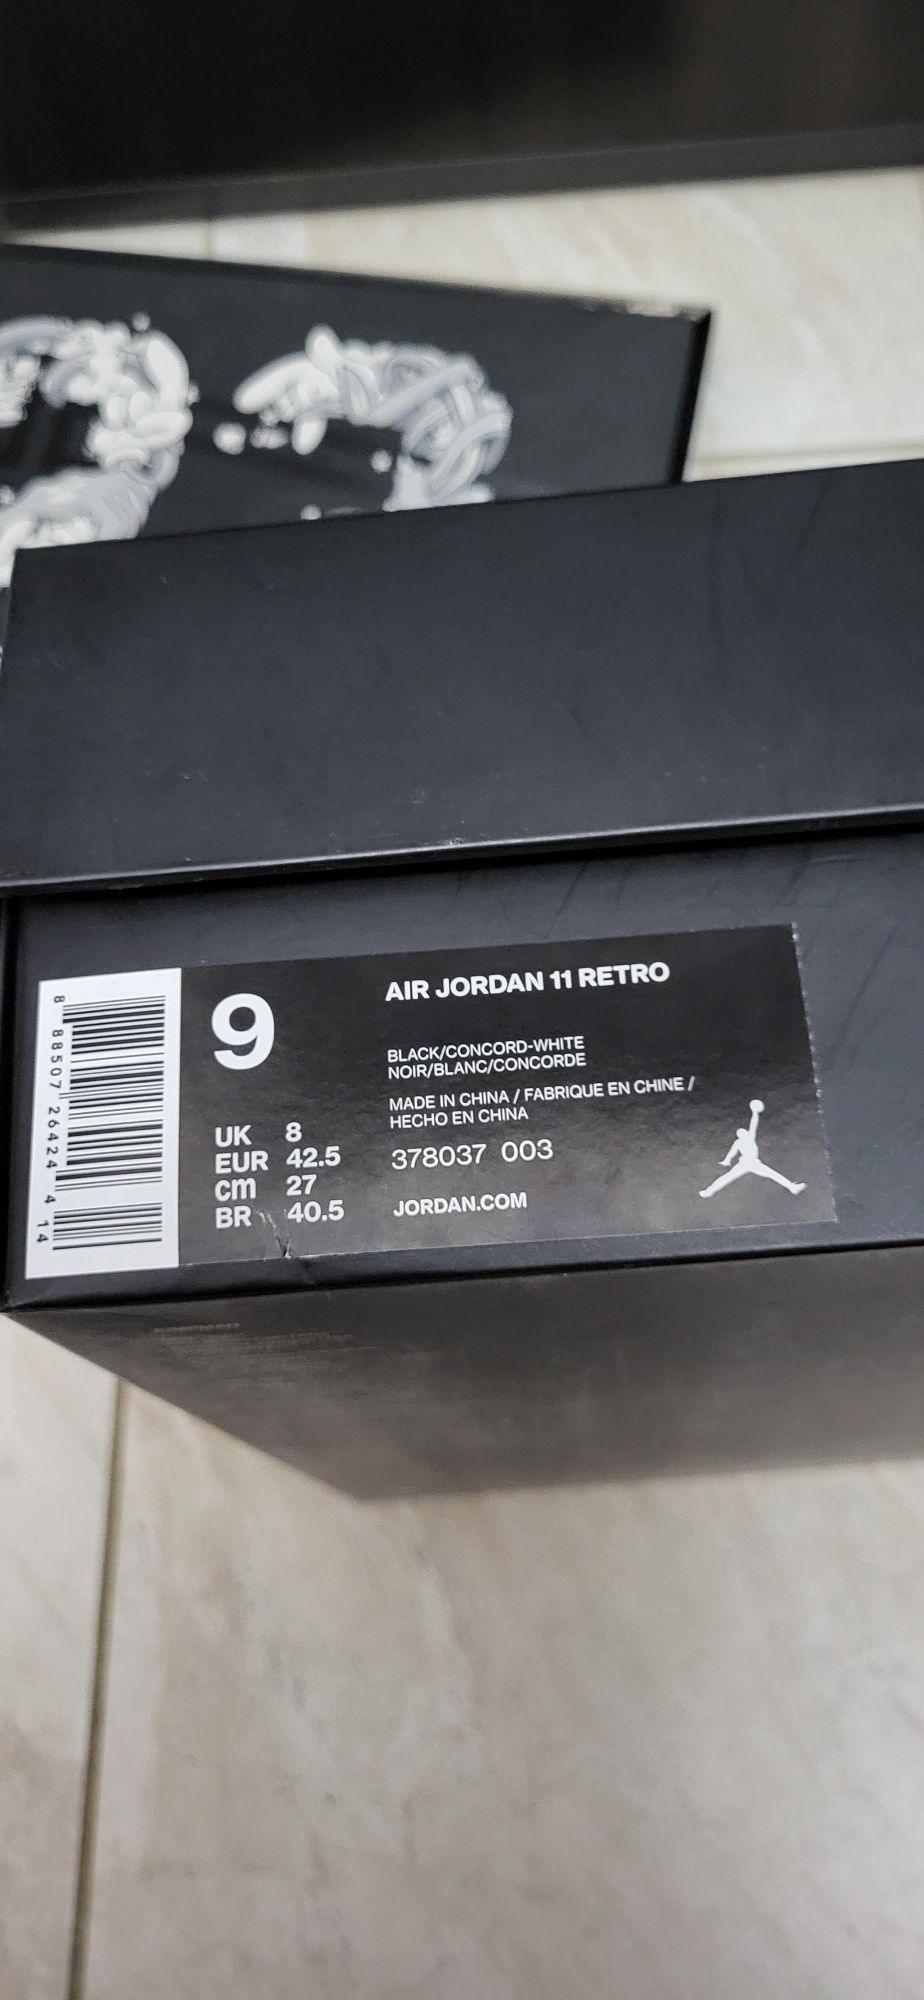 9
UK 8
EUR 42.5
cm 27
BR 40.5
AIR JORDAN 11 RETRO
BLACK/CONCORD-WHITE
NOIR/BLANC/CONCORDE
MADE IN CHINA / FABRIQUE EN CHINE /
HECHO EN CHINA
378037 003
JORDAN.COM
8 88507 26424 4 14